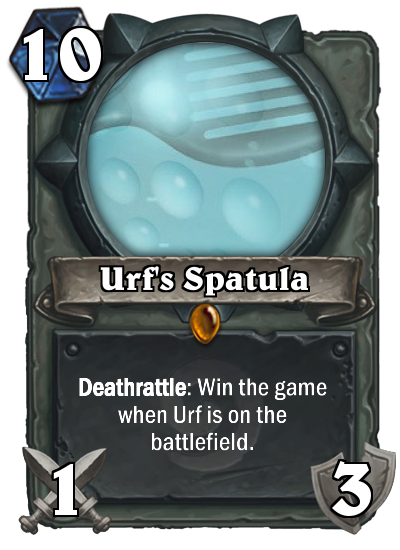 10
Urf's Spatula
Deathrattle: Win the game
when Urf is on the
battlefield.
1
3